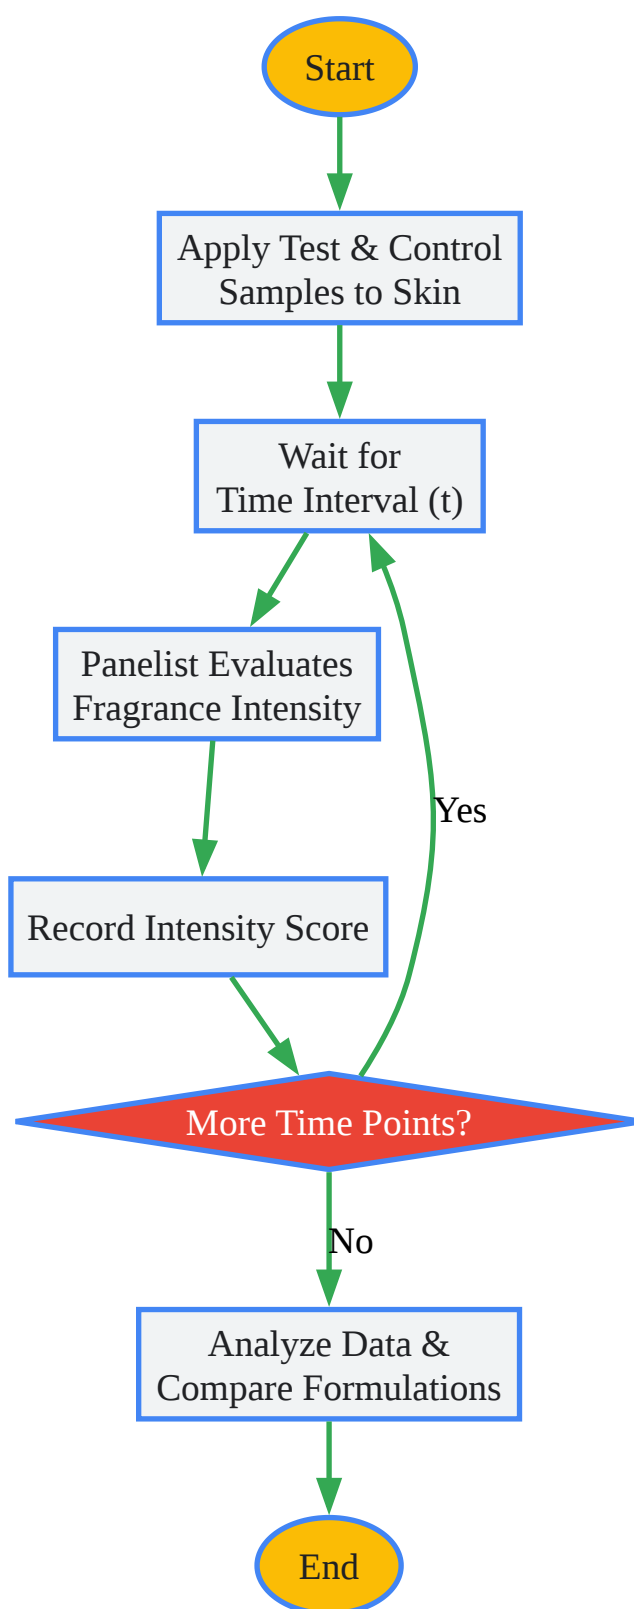 Start
Apply Test & Control
Samples to Skin
Wait for
Time Interval (t)
Panelist Evaluates
Fragrance Intensity
Yes
Record Intensity Score
More Time Points?
No
Analyze Data &
Compare Formulations
End